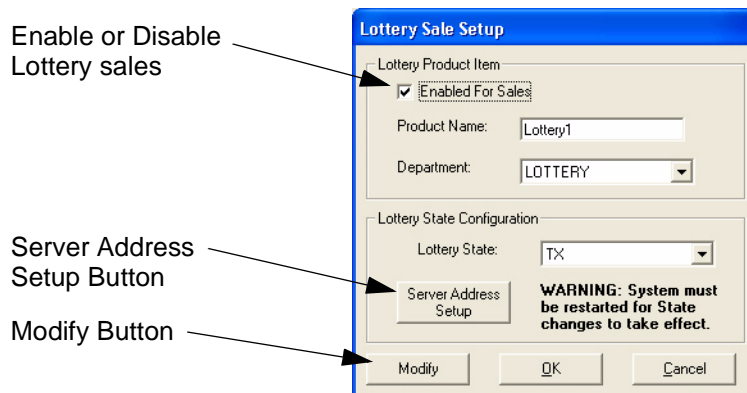 Enable or Disable
Lottery sales
Server Address
Setup Button
Modify Button
Lottery Sale Setup
Lottery Product Item
Enabled For Sales
Product Name: Lottery1
Department: LOTTERY
Lottery State Configuration
Lottery State: TX
Server Address
Setup
WARNING: System must
be restarted for State
changes to take effect.
Modify OK Cancel